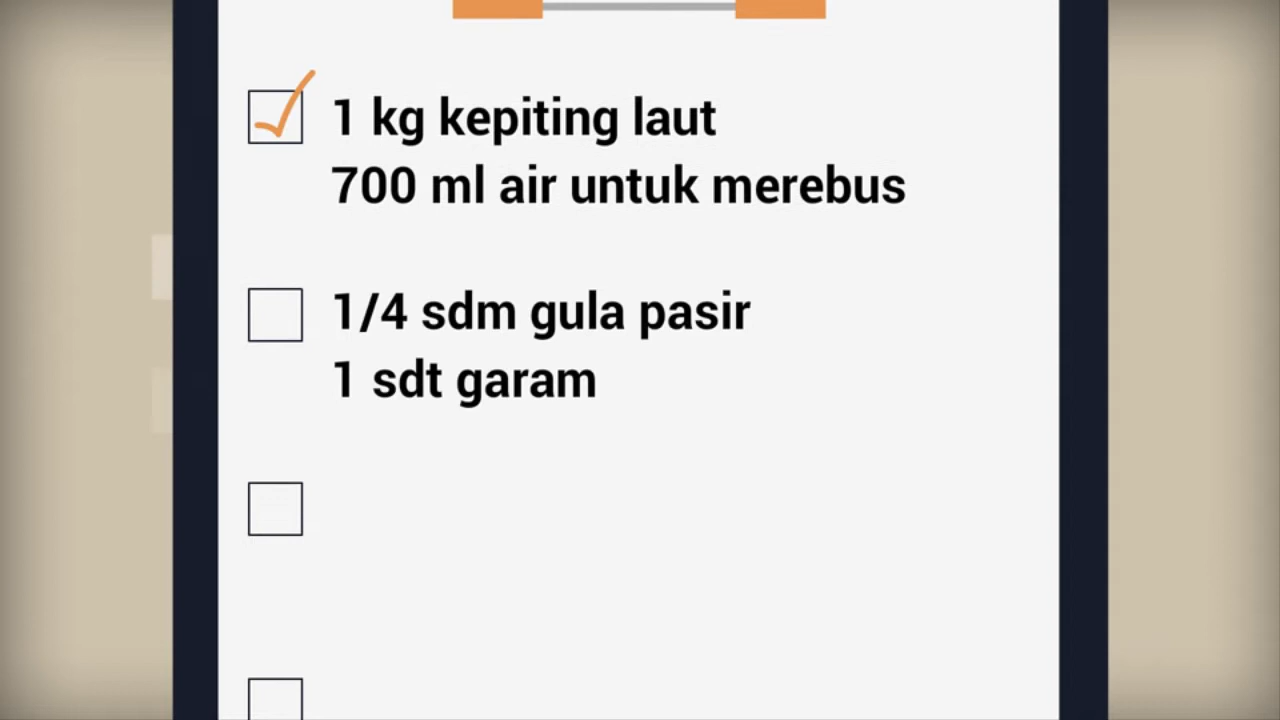 1 kg kepiting laut
700 ml air untuk merebus
1/4 sdm gula pasir
1 sdt garam